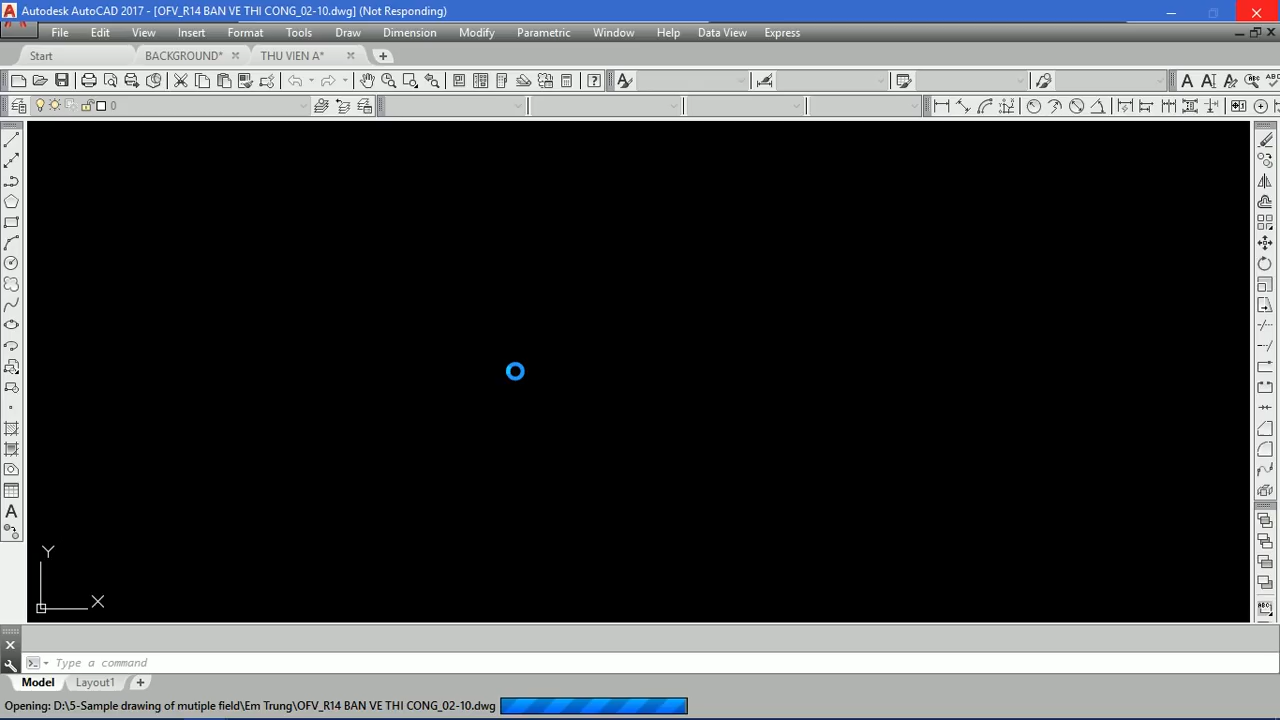 Autodesk AutoCAD 2017 - [OFV_R14 BAN VE THI CONG_02-10.dwg] (Not Responding)
File Edit View Insert Format Tools Draw Dimension Modify Parametric Window Help Data View Express
Start BACKGROUND* THU VIEN A*
0
Y
X
Type a command
Model Layout1
Opening: D:\5-Sample drawing of mutiple field\Em Trung\OFV_R14 BAN VE THI CONG_02-10.dwg